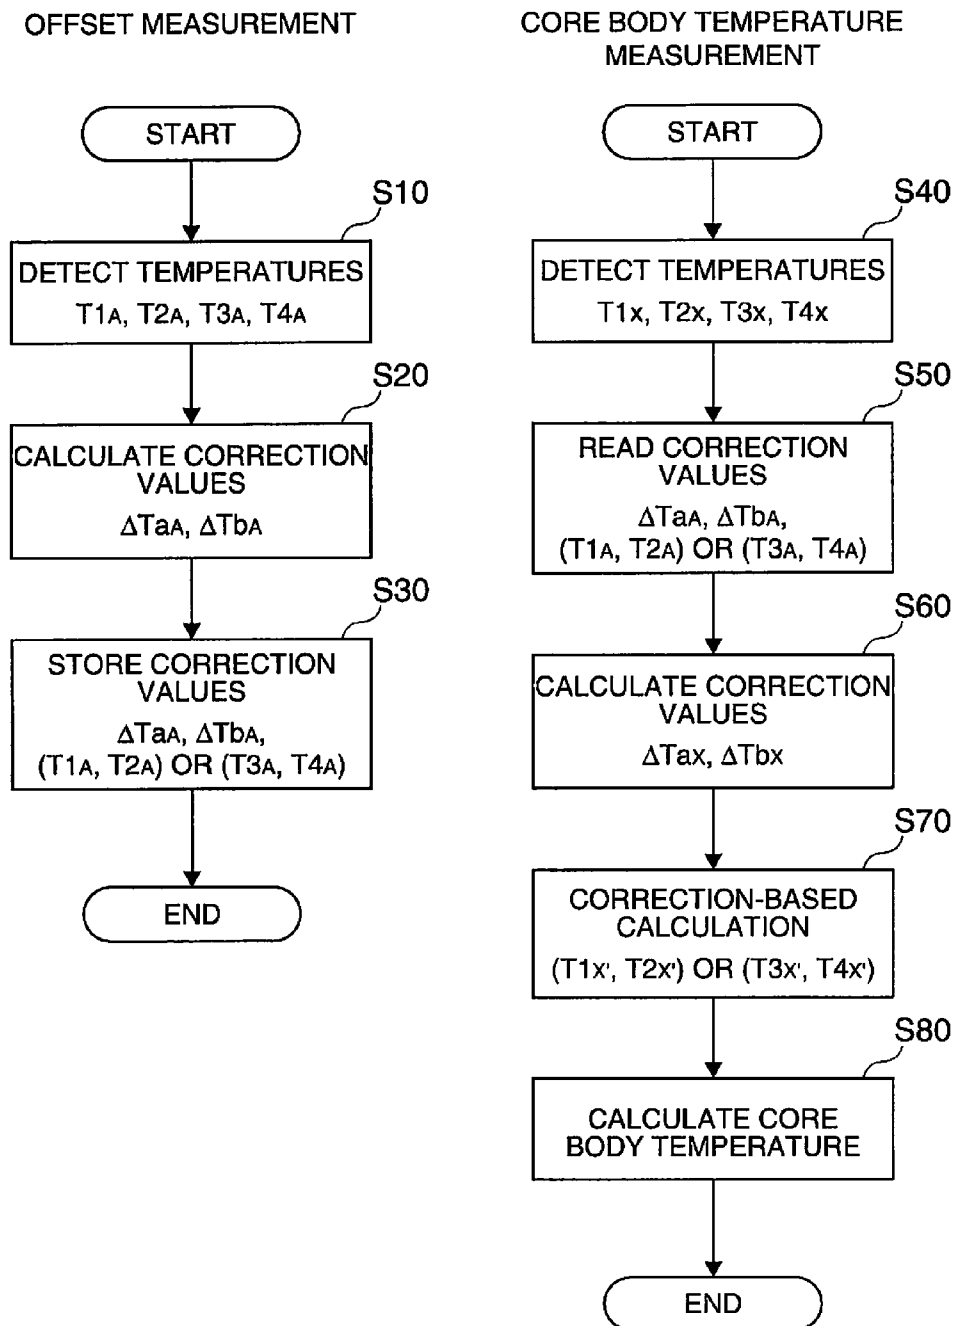 OFFSET MEASUREMENT
START
S10
DETECT TEMPERATURES
T1A, T2A, T3A, T4A
S20
CALCULATE CORRECTION
VALUES
ΔTaA, ΔTbA
S30
STORE CORRECTION
VALUES
ΔTaA, ΔTbA,
(T1A, T2A) OR (T3A, T4A)
END
CORE BODY TEMPERATURE
MEASUREMENT
START
S40
DETECT TEMPERATURES
T1x, T2x, T3x, T4x
S50
READ CORRECTION
VALUES
ΔTaA, ΔTbA,
(T1A, T2A) OR (T3A, T4A)
S60
CALCULATE CORRECTION
VALUES
ΔTax, ΔTbx
S70
CORRECTION-BASED
CALCULATION
(T1x', T2x') OR (T3x', T4x')
S80
CALCULATE CORE
BODY TEMPERATURE
END